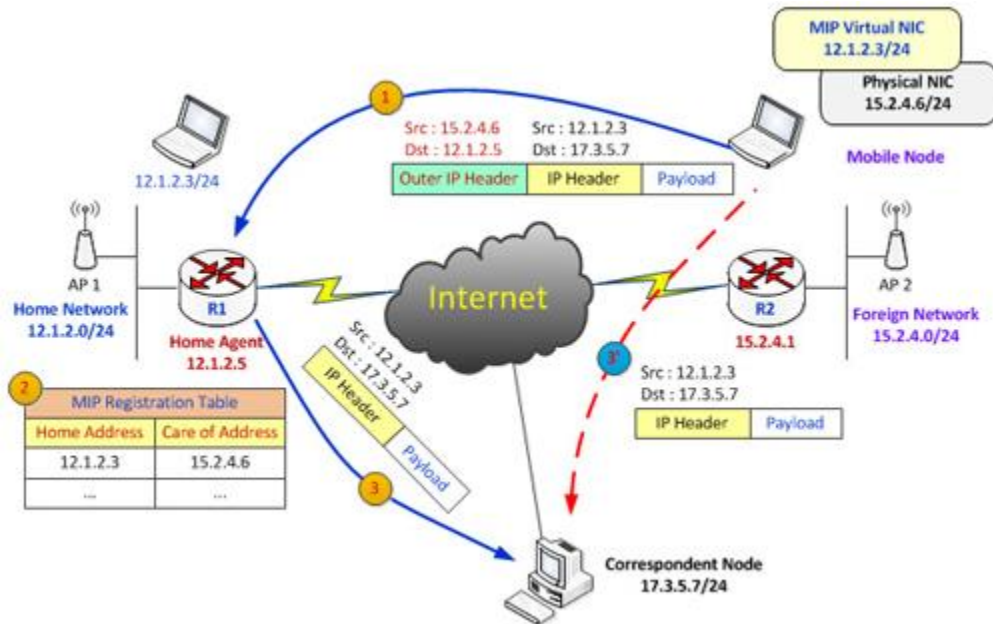 MIP Virtual NIC
12.1.2.3/24
Physical NIC
15.2.4.6/24
Mobile Node
1
Src : 15.2.4.6
Dst : 12.1.2.5
Src : 12.1.2.3
Dst : 17.3.5.7
Outer IP Header
IP Header
Payload
12.1.2.3/24
AP 1
Home Network
12.1.2.0/24
R1
Home Agent
12.1.2.5
Internet
R2
15.2.4.1
AP 2
Foreign Network
15.2.4.0/24
2
MIP Registration Table
Home Address
Care of Address
12.1.2.3
15.2.4.6
...
...
Src : 12.1.2.3
Dst : 17.3.5.7
IP Header
Payload
3
3'
Src : 12.1.2.3
Dst : 17.3.5.7
IP Header
Payload
Correspondent Node
17.3.5.7/24